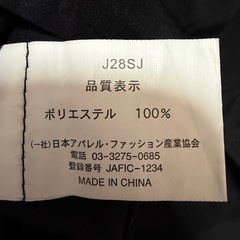 J28SJ
品質表示
ポリエステル 100%
(一社)日本アパレル・ファッション産業協会
電話 03-3275-0685
登録番号 JAFIC-1234
MADE IN CHINA